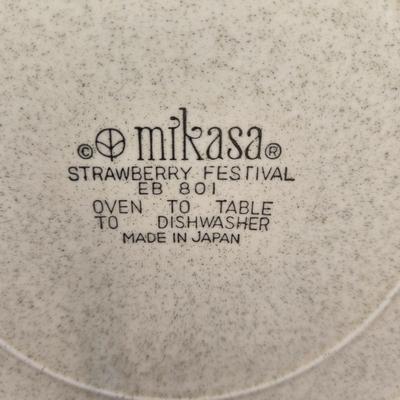 © mikasa®
STRAWBERRY FESTIVAL
EB 801
OVEN TO TABLE
TO DISHWASHER
MADE IN JAPAN